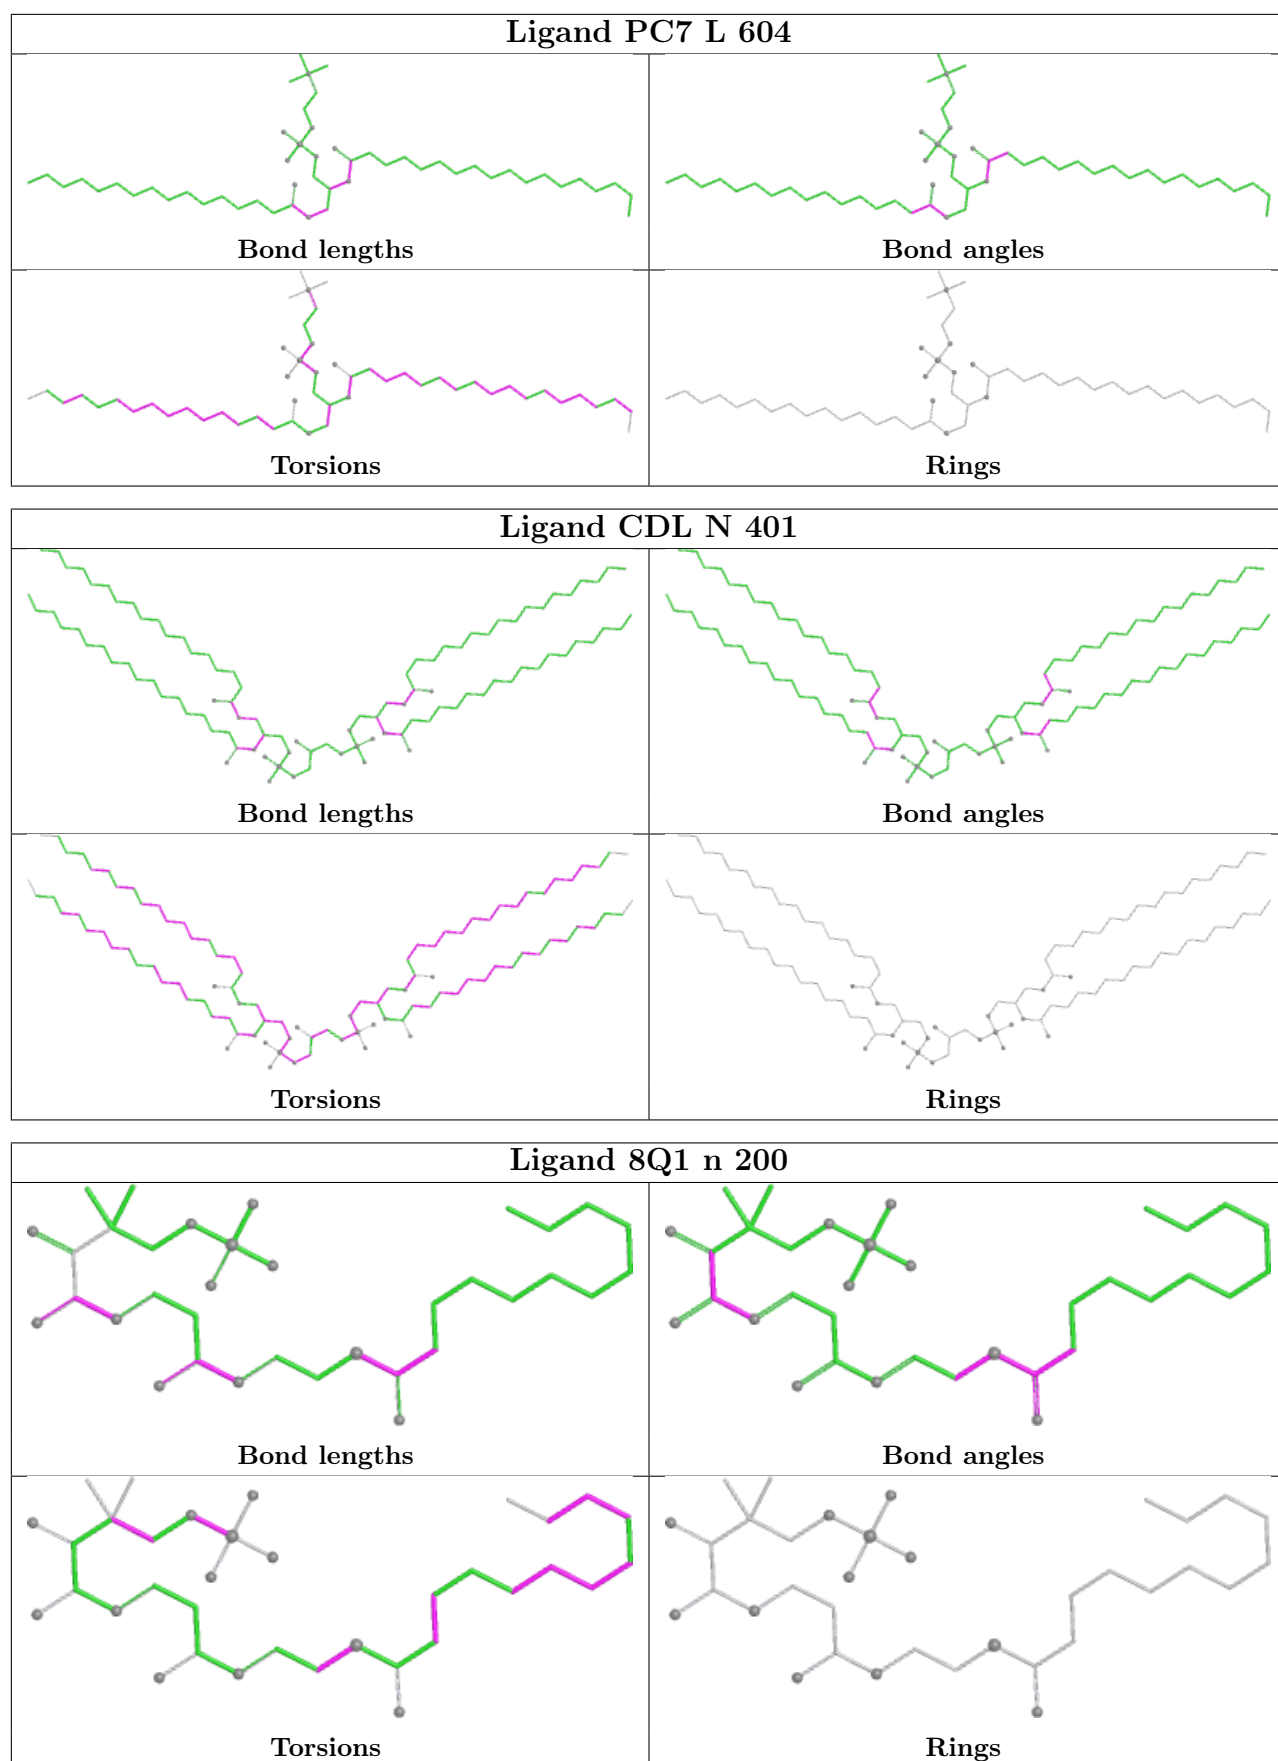 Ligand PC7 L 604
Bond lengths
Bond angles
Torsions
Rings
Ligand CDL N 401
Bond lengths
Bond angles
Torsions
Rings
Ligand 8Q1 n 200
Bond lengths
Bond angles
Torsions
Rings